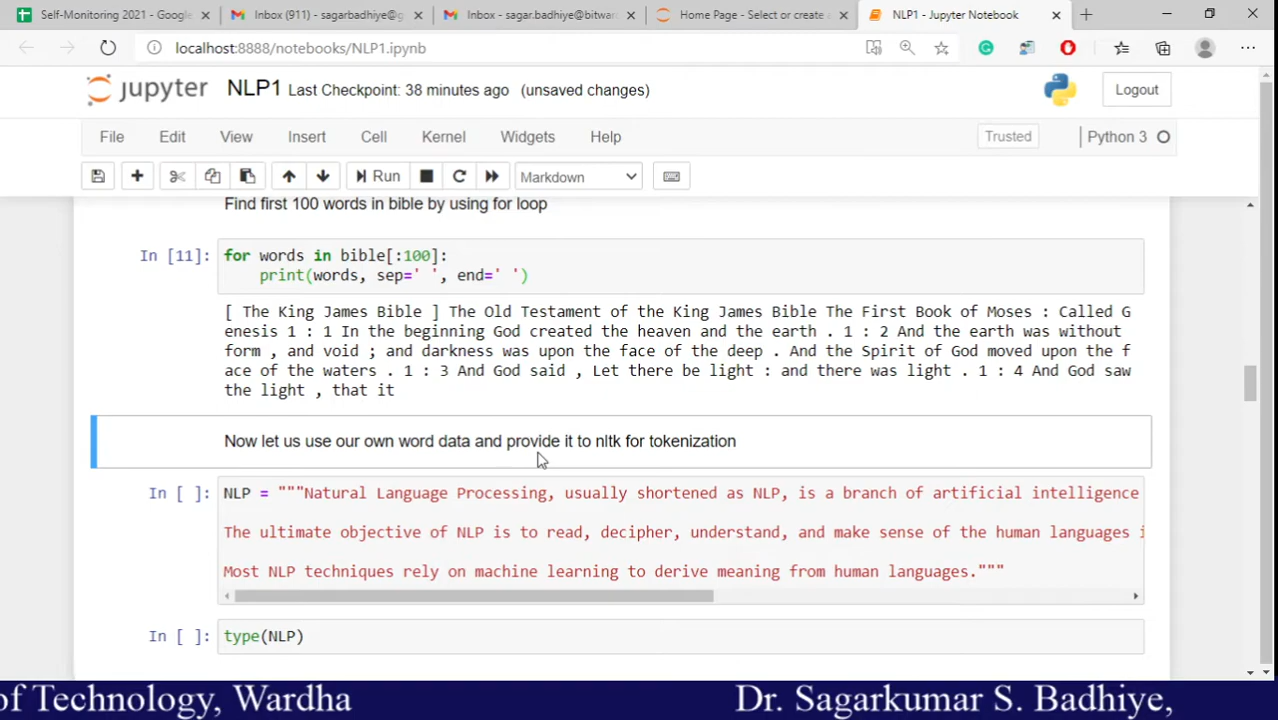 Self-Monitoring 2021 - Google
Inbox (911) - sagarbadhiye@g
Inbox - sagar.badhiye@bitwar
Home Page - Select or create a
NLP1 - Jupyter Notebook
localhost:8888/notebooks/NLP1.ipynb
jupyter NLP1 Last Checkpoint: 38 minutes ago (unsaved changes)
Logout
File Edit View Insert Cell Kernel Widgets Help
Trusted
Python 3
Run
Markdown
Find first 100 words in bible by using for loop
In [11]: for words in bible[:100]:
print(words, sep=' ', end=' ')
[ The King James Bible ] The Old Testament of the King James Bible The First Book of Moses : Called G
enesis 1 : 1 In the beginning God created the heaven and the earth . 1 : 2 And the earth was without
form , and void ; and darkness was upon the face of the deep . And the Spirit of God moved upon the f
ace of the waters . 1 : 3 And God said , Let there be light : and there was light . 1 : 4 And God saw
the light , that it
Now let us use our own word data and provide it to nltk for tokenization
In [ ]: NLP = """Natural Language Processing, usually shortened as NLP, is a branch of artificial intelligence
The ultimate objective of NLP is to read, decipher, understand, and make sense of the human languages i
Most NLP techniques rely on machine learning to derive meaning from human languages."""
In [ ]: type(NLP)
of Technology, Wardha
Dr. Sagarkumar S. Badhiye,